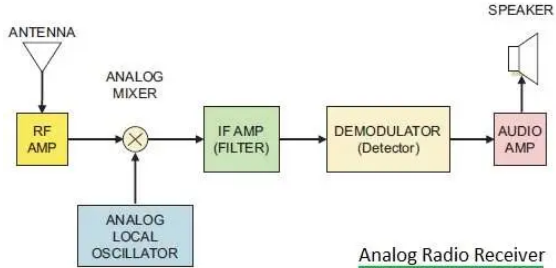 SPEAKER
ANTENNA
ANALOG
MIXER
RF
AMP
IF AMP
(FILTER)
DEMODULATOR
(Detector)
AUDIO
AMP
ANALOG
LOCAL
OSCILLATOR
Analog Radio Receiver